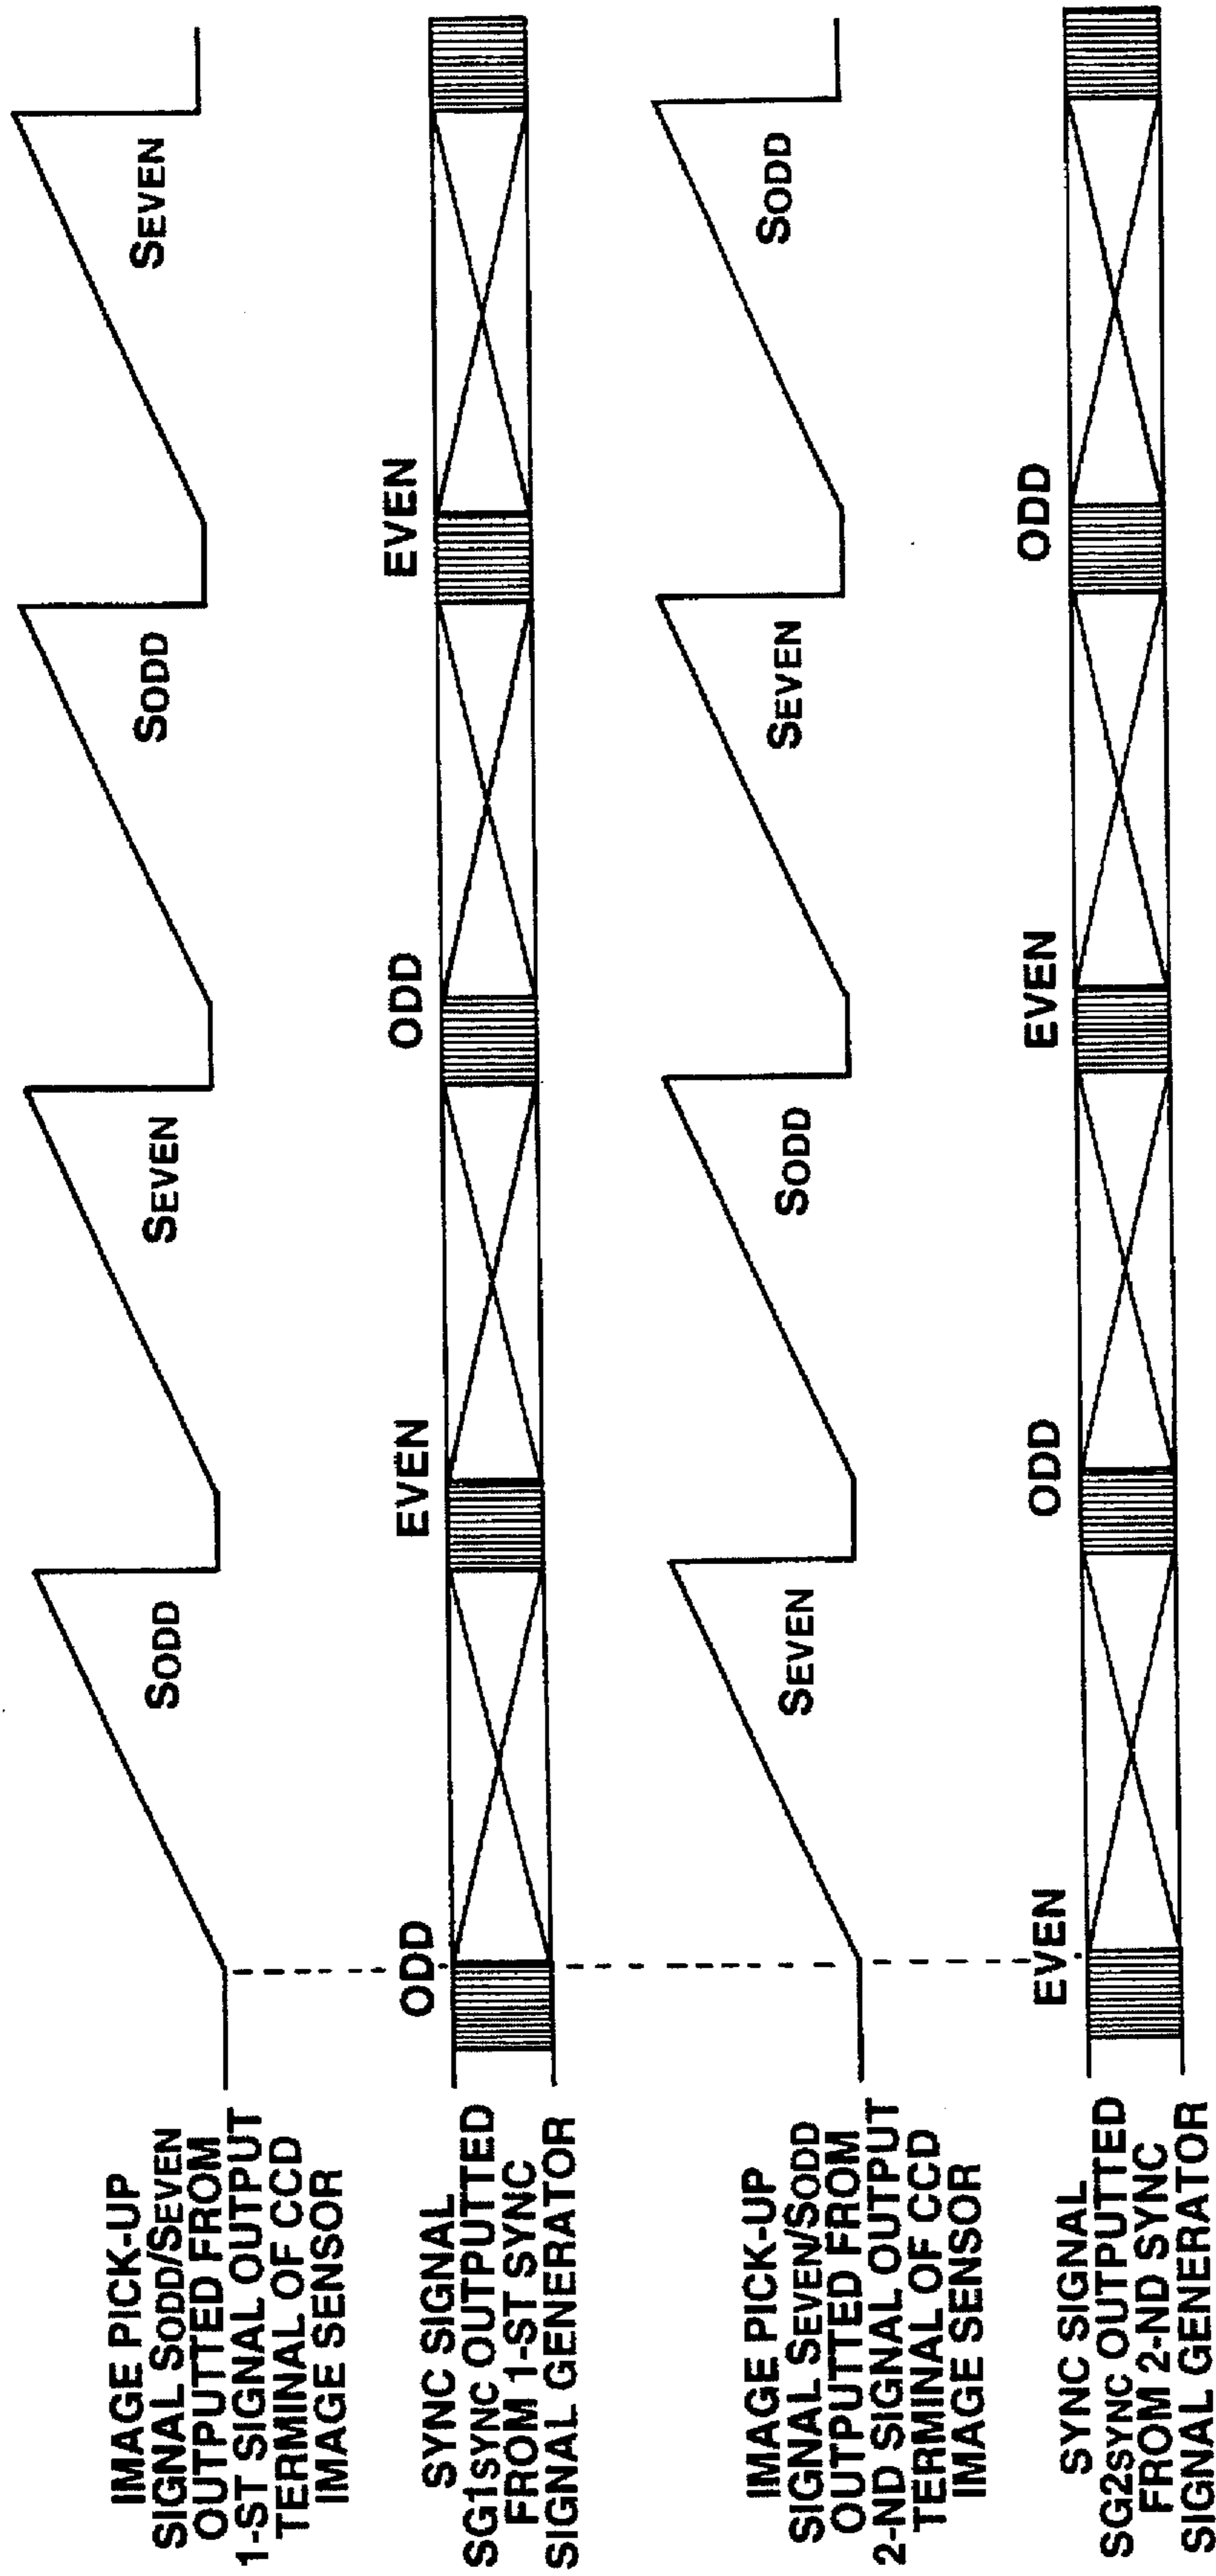 IMAGE PICK-UP
SIGNAL SODD/SEVEN
OUTPUTTED FROM
1-ST SIGNAL OUTPUT
TERMINAL OF CCD
IMAGE SENSOR
SODD
SEVEN
SODD
SEVEN
SYNC SIGNAL
SG1SYNC OUTPUTTED
FROM 1-ST SYNC
SIGNAL GENERATOR
ODD
EVEN
ODD
EVEN
IMAGE PICK-UP
SIGNAL SEVEN/SODD
OUTPUTTED FROM
2-ND SIGNAL OUTPUT
TERMINAL OF CCD
IMAGE SENSOR
SEVEN
SODD
SEVEN
SODD
SYNC SIGNAL
SG2SYNC OUTPUTTED
FROM 2-ND SYNC
SIGNAL GENERATOR
EVEN
ODD
EVEN
ODD